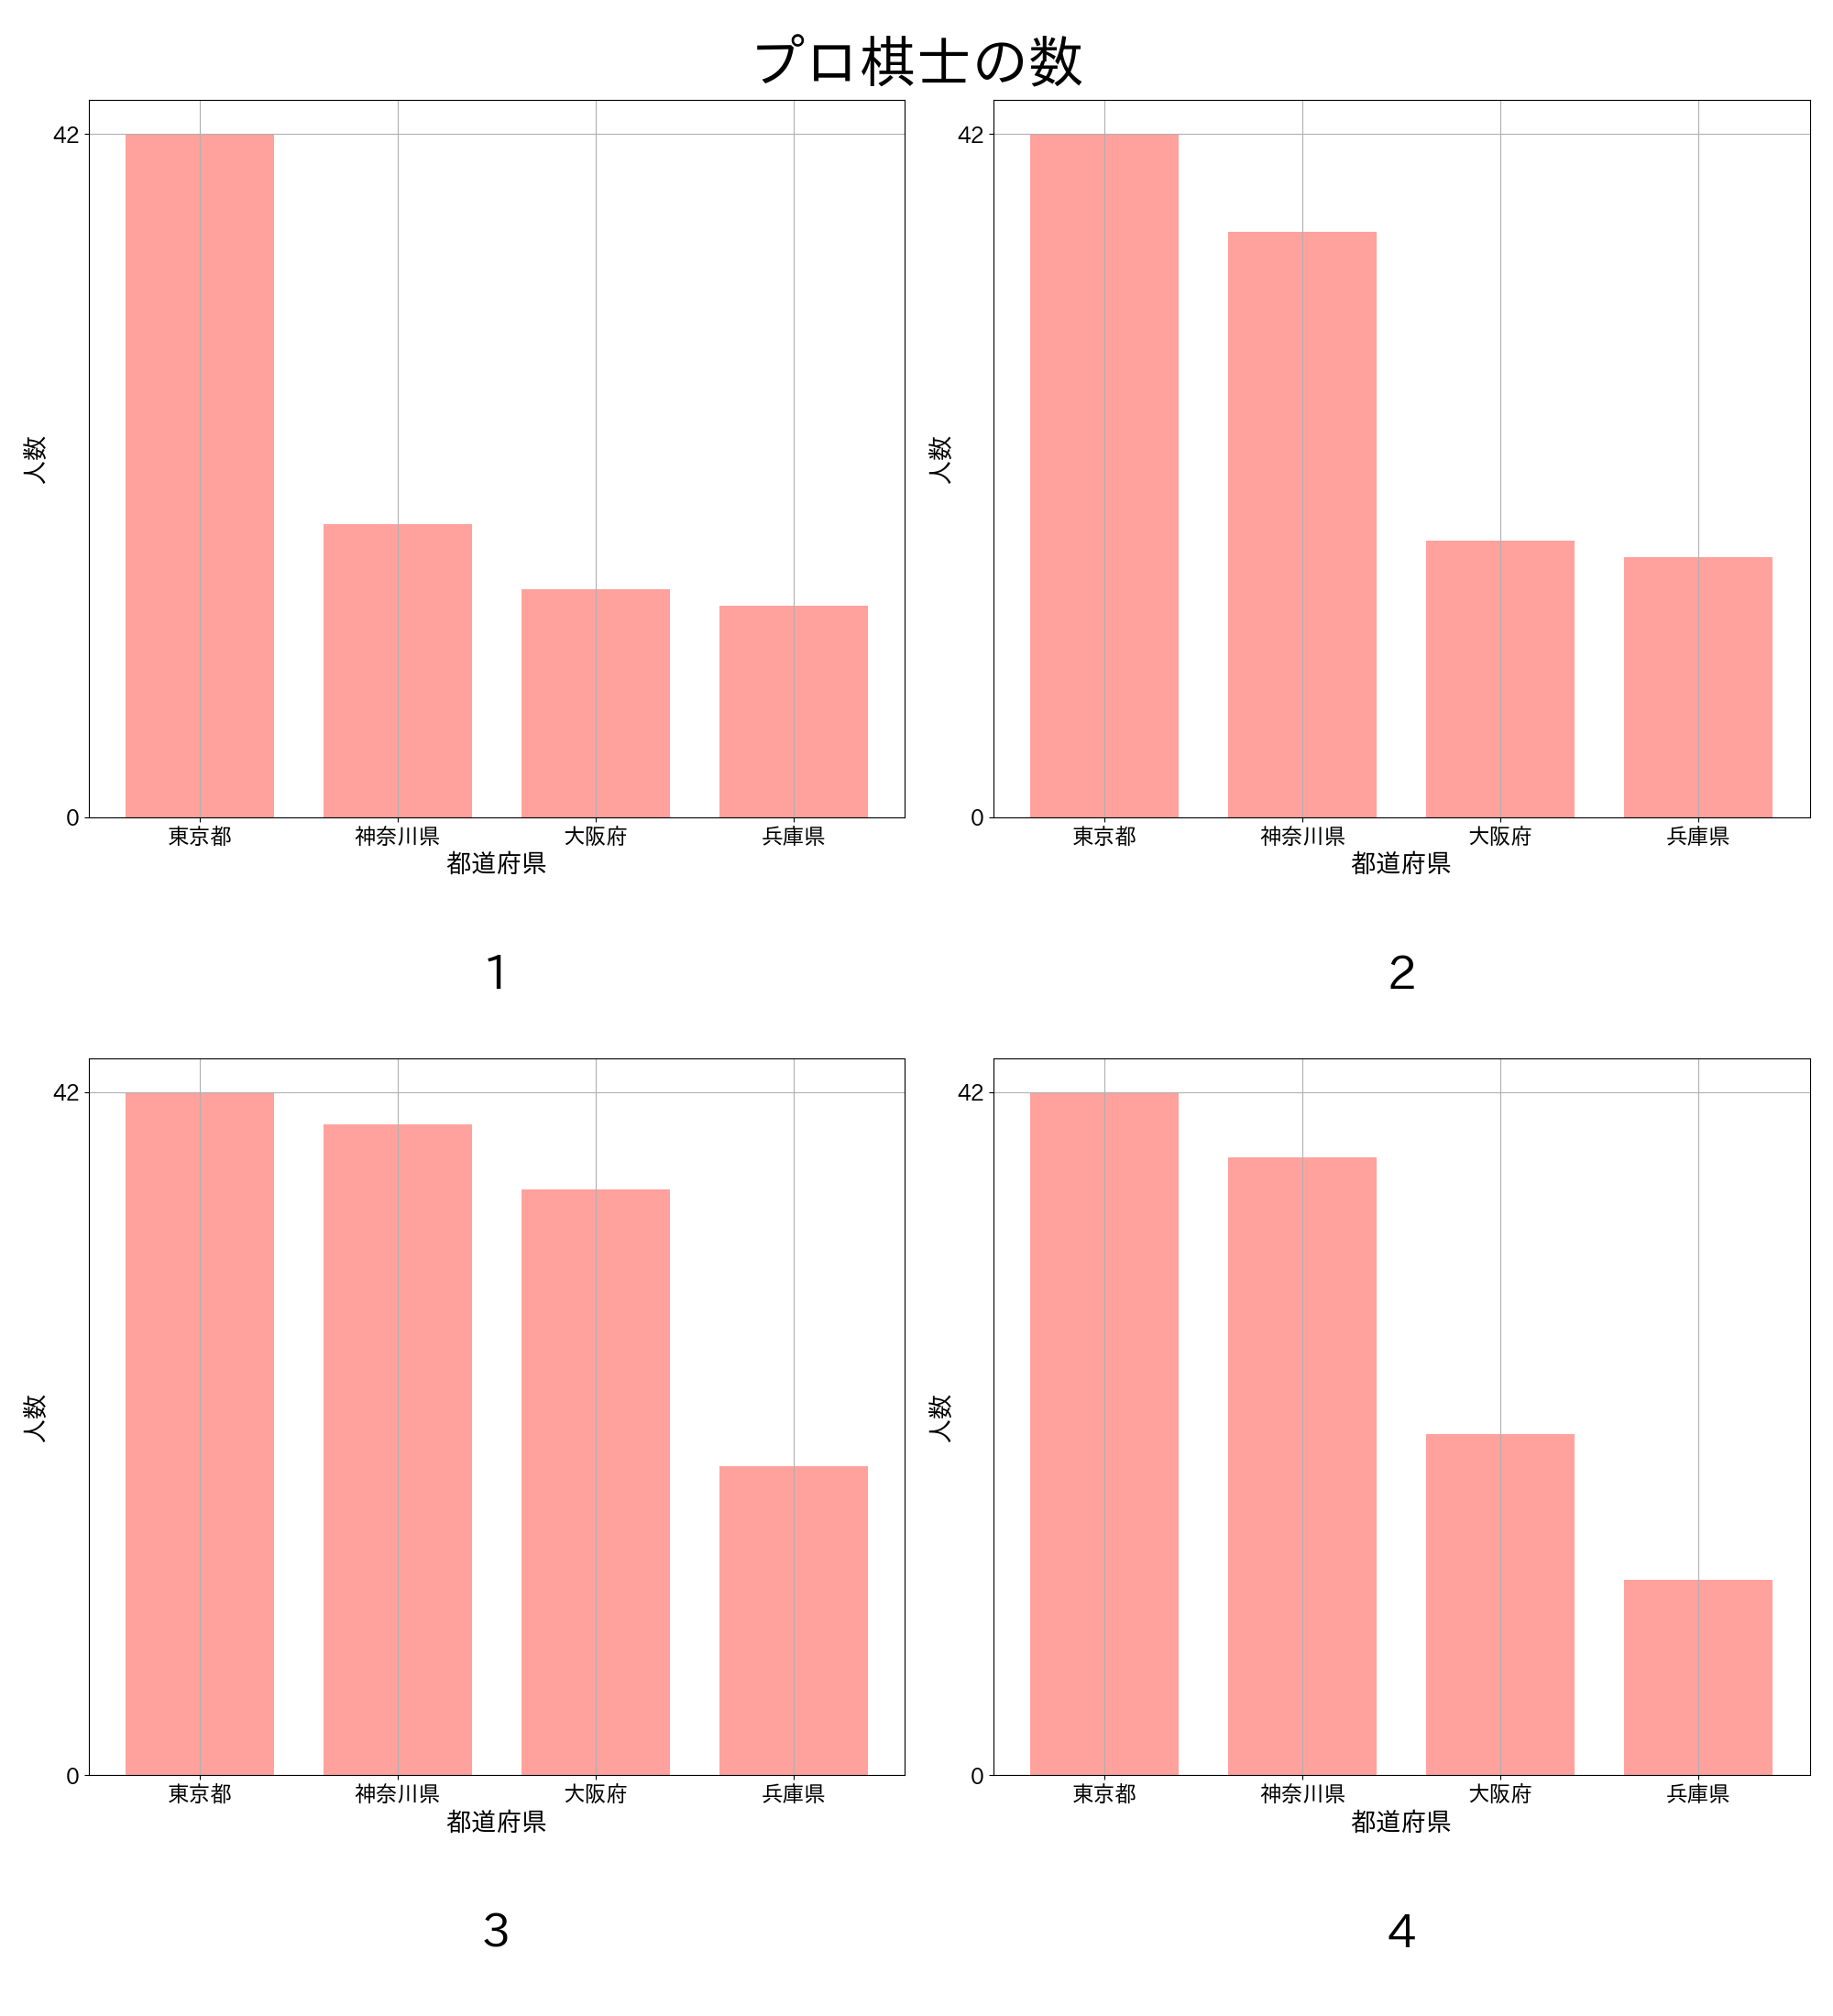 プロ棋士の数
42
人数
0
東京都 神奈川県 大阪府 兵庫県
都道府県
1
42
人数
0
東京都 神奈川県 大阪府 兵庫県
都道府県
2
42
人数
0
東京都 神奈川県 大阪府 兵庫県
都道府県
3
42
人数
0
東京都 神奈川県 大阪府 兵庫県
都道府県
4